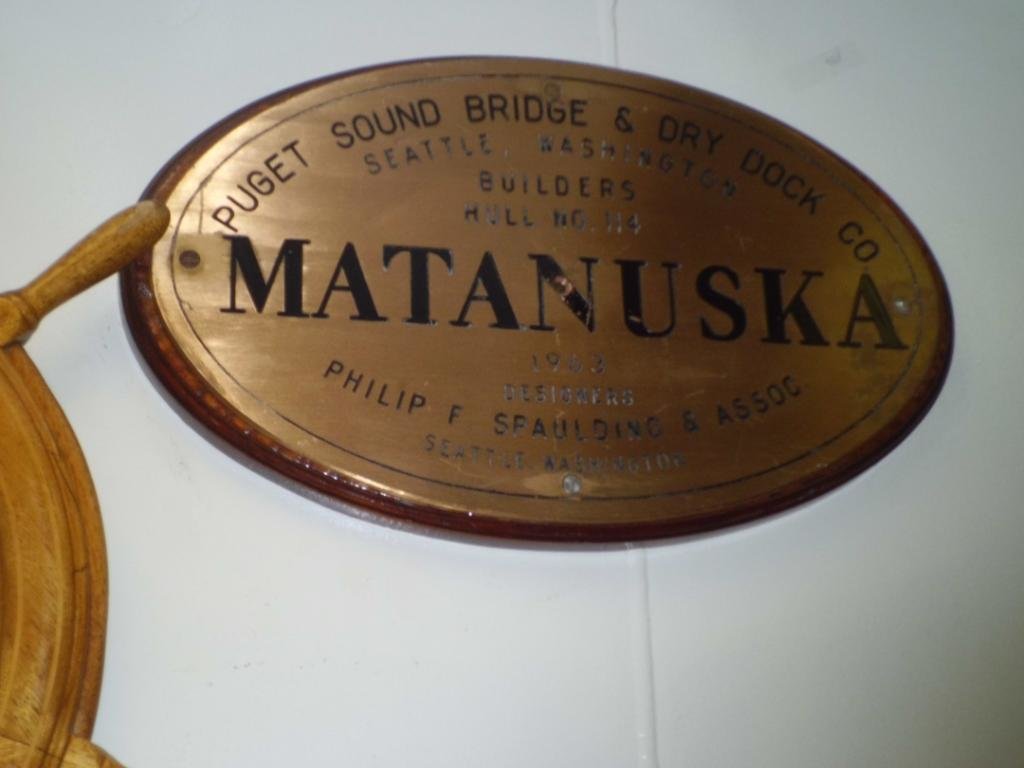 PUGET SOUND BRIDGE & DRY DOCK CO
SEATTLE, WASHINGTON
BUILDERS
HULL NO. 114
MATANUSKA
1963
DESIGNERS
PHILIP F SPAULDING & ASSOC
SEATTLE, WASHINGTON